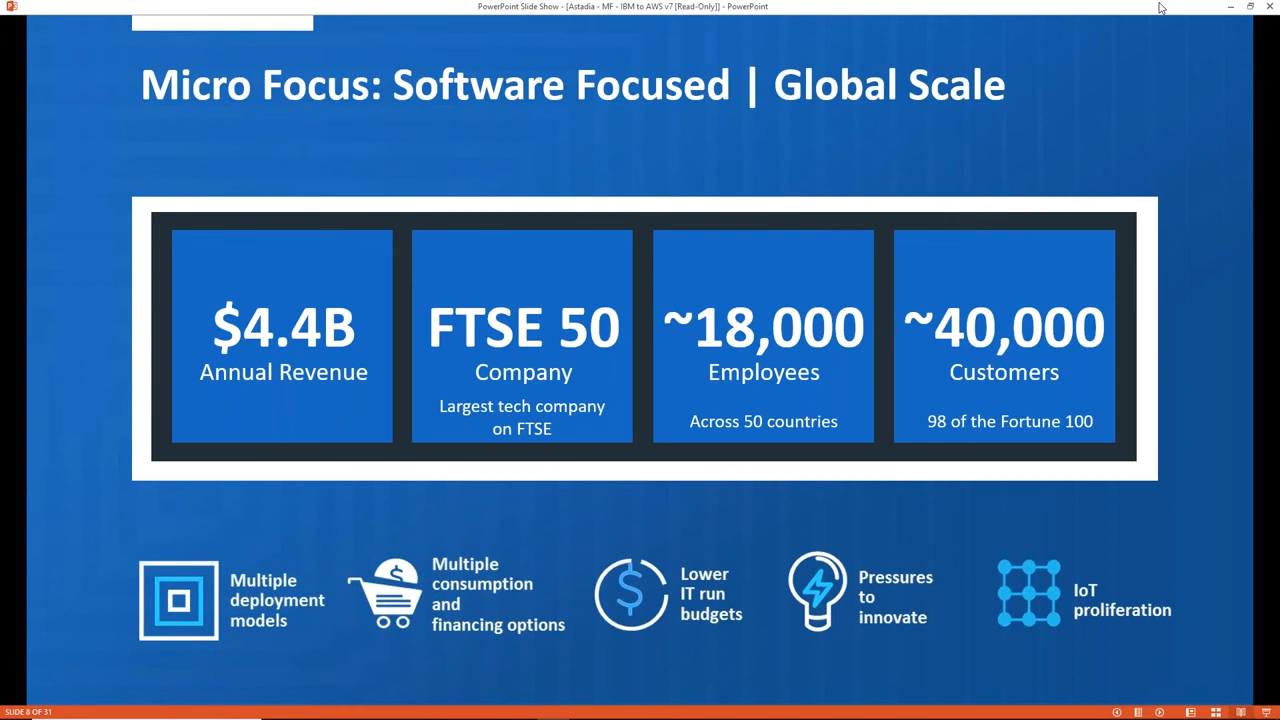 PowerPoint Slide Show - [Astadia - MF - IBM to AWS v7 [Read-Only]] - PowerPoint
Micro Focus: Software Focused | Global Scale
$4.4B
Annual Revenue
FTSE 50
Company
Largest tech company
on FTSE
~18,000
Employees
Across 50 countries
~40,000
Customers
98 of the Fortune 100
Multiple
deployment
models
Multiple
consumption
and
financing options
Lower
IT run
budgets
Pressures
to
innovate
IoT
proliferation
SLIDE 8 OF 31